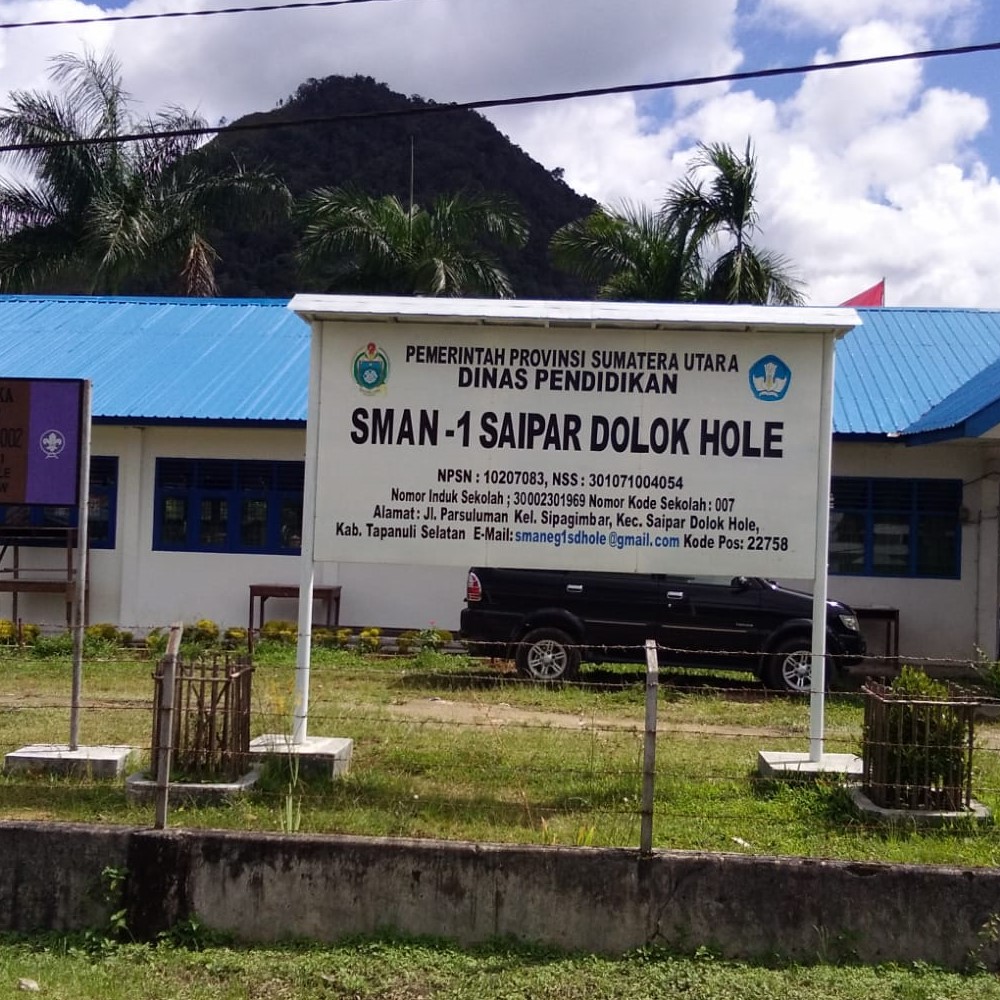 PEMERINTAH PROVINSI SUMATERA UTARA
DINAS PENDIDIKAN
SMAN -1 SAIPAR DOLOK HOLE
NPSN : 10207083, NSS : 301071004054
Nomor Induk Sekolah ; 30002301969 Nomor Kode Sekolah : 007
Alamat : Jl. Parsuluman Kel. Sipagimbar, Kec. Saipar Dolok Hole,
Kab. Tapanuli Selatan E-Mail: smaneg1sdhole@gmail.com Kode Pos: 22758